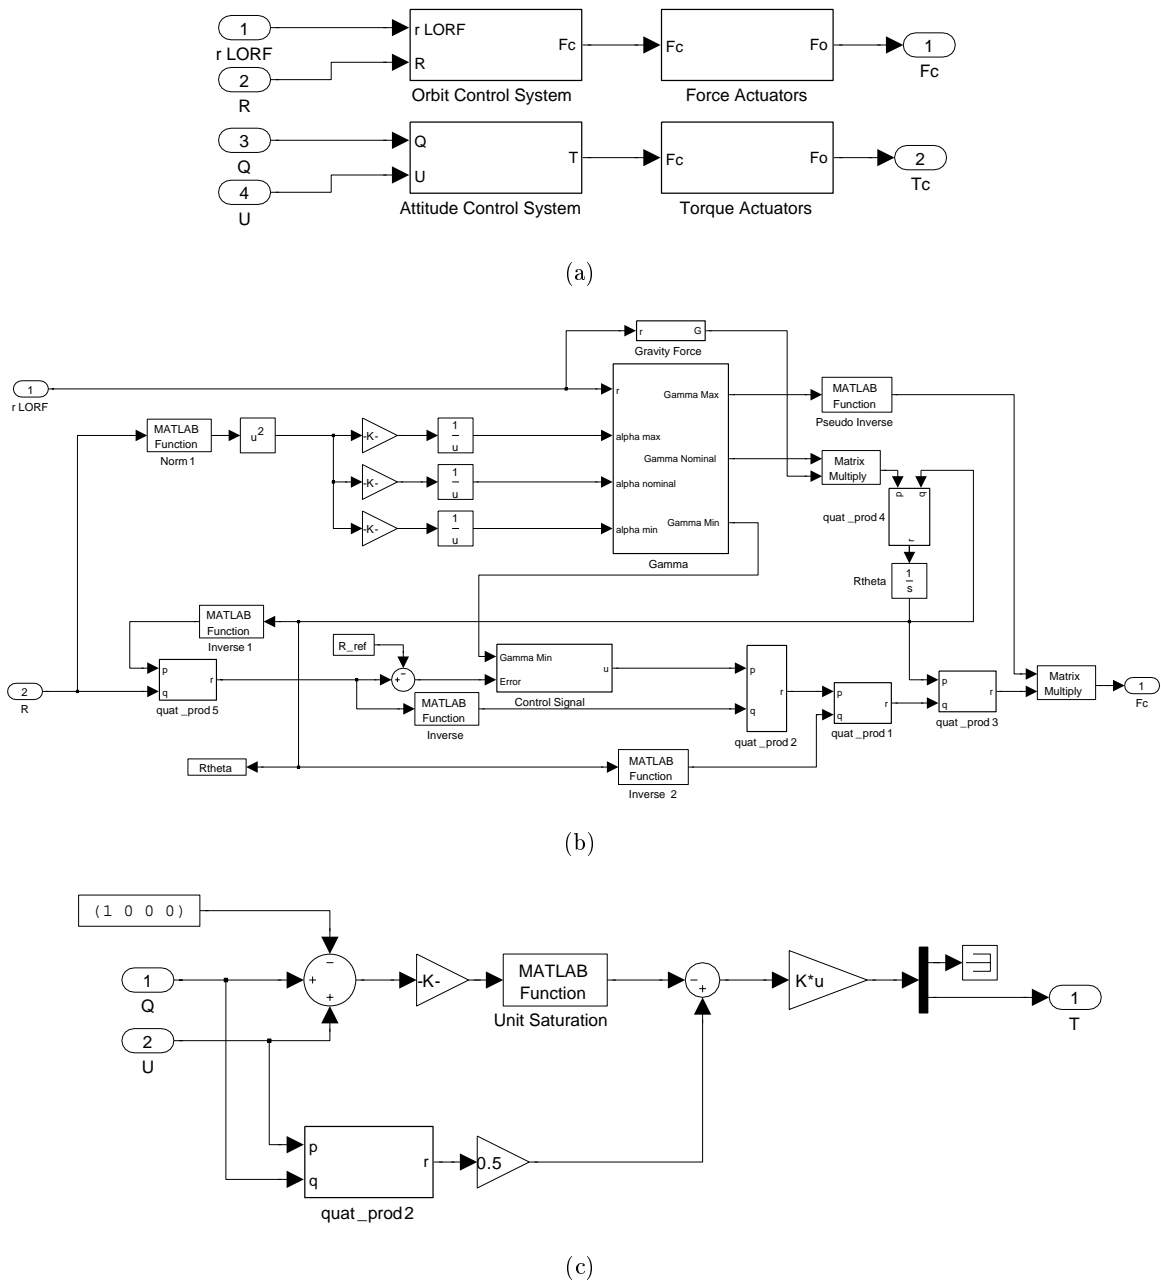 1
r LORF
2
R
r LORF
R
Fc
Orbit Control System
Fc
Fo
Force Actuators
1
Fc
3
Q
4
U
Q
U
T
Attitude Control System
Fc
Fo
Torque Actuators
2
Tc
(a)
r
G
Gravity Force
1
r LORF
r
alpha max
alpha nominal
alpha min
Gamma Max
Gamma Nominal
Gamma Min
Gamma
MATLAB
Function
Pseudo Inverse
MATLAB
Function
Norm 1
u²
-K-
1
u
-K-
1
u
-K-
1
u
Matrix
Multiply
p
q
r
quat _prod 4
Rtheta
1
s
MATLAB
Function
Inverse 1
R_ref
−
+
p
q
r
quat _prod 5
2
R
MATLAB
Function
Inverse
Gamma Min
Error
u
Control Signal
p
q
r
quat _prod 2
p
q
r
quat _prod 1
p
q
r
quat _prod 3
Matrix
Multiply
1
Fc
Rtheta
MATLAB
Function
Inverse 2
(b)
(1 0 0 0)
−
+
+
1
Q
2
U
-K-
MATLAB
Function
Unit Saturation
−
+
K*u
1
T
p
q
r
quat _prod 2
0.5
(c)